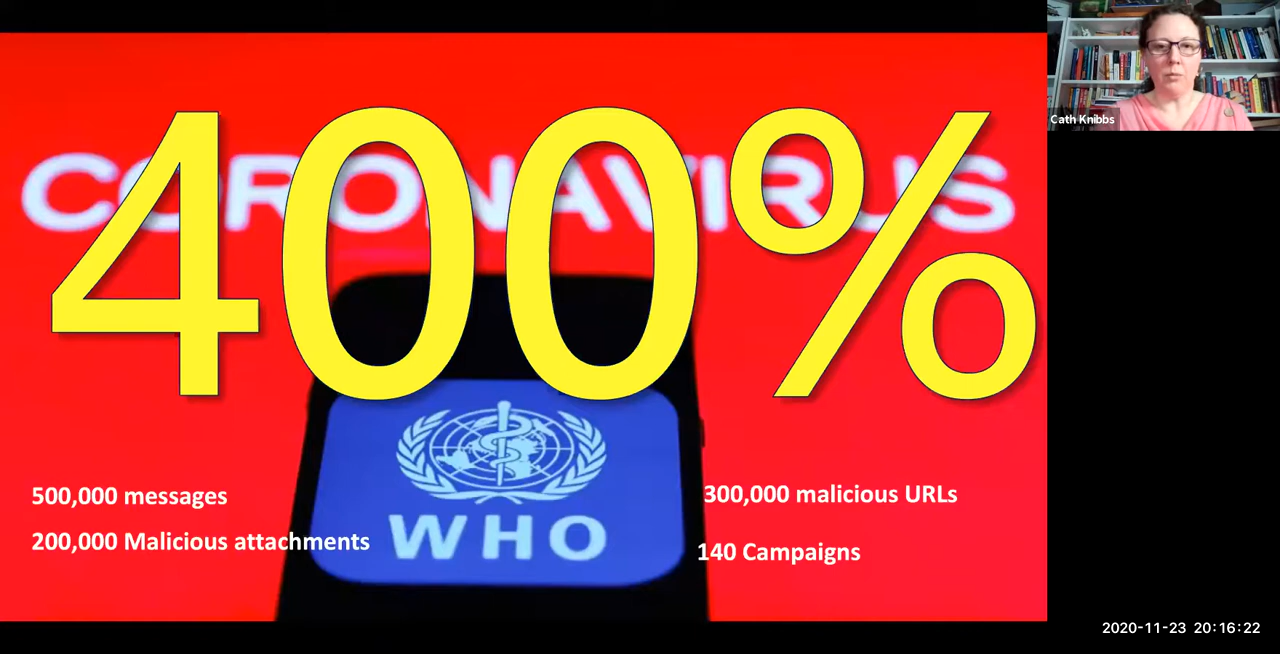 CORONAVIRUS
400%
WHO
500,000 messages
200,000 Malicious attachments
300,000 malicious URLs
140 Campaigns
Cath Knibbs
2020-11-23 20:16:22